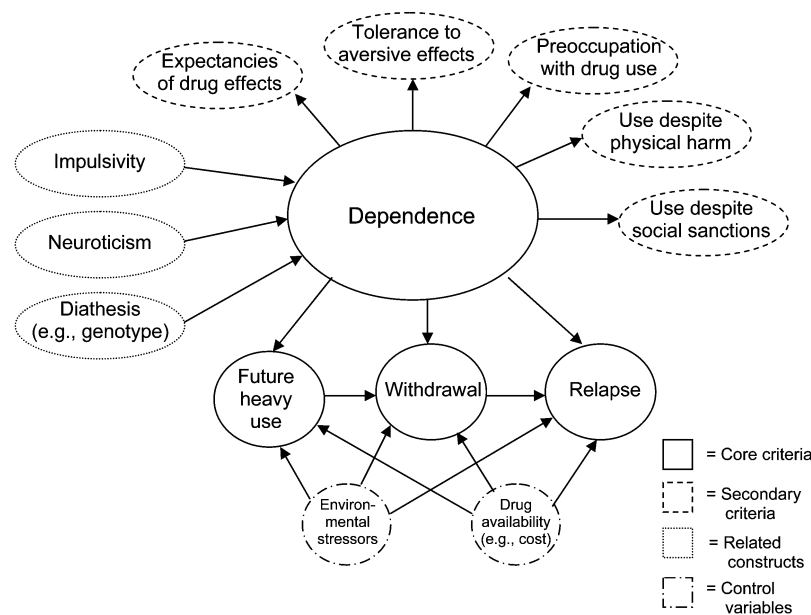 Expectancies
of drug effects
Tolerance to
aversive effects
Preoccupation
with drug use
Use despite
physical harm
Use despite
social sanctions
Impulsivity
Neuroticism
Diathesis
(e.g., genotype)
Dependence
Future
heavy
use
Withdrawal
Relapse
Environ-
mental
stressors
Drug
availability
(e.g., cost)
= Core criteria
= Secondary
criteria
= Related
constructs
= Control
variables